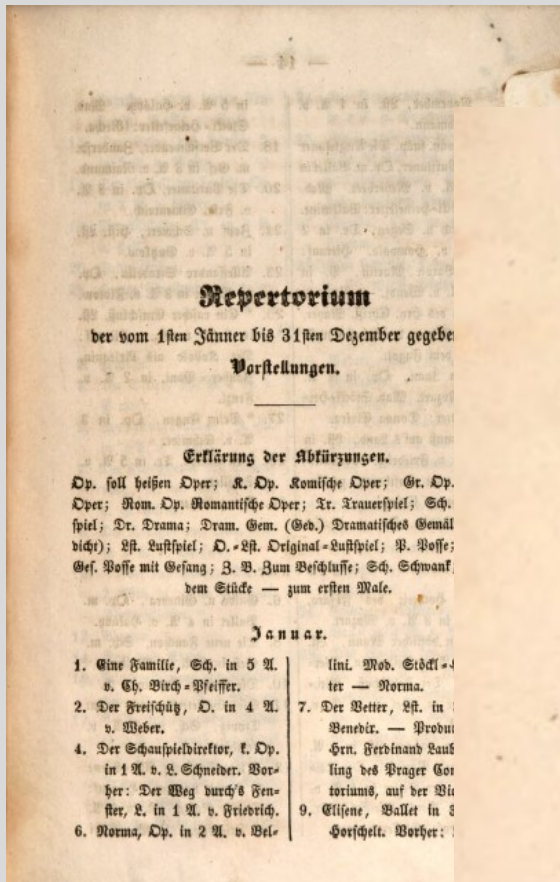 — 14 —
Repertorium
der vom 1sten Jänner bis 31sten Dezember gegebe
Vorstellungen.
Erklärung der Abkürzungen.
Op. soll heißen Oper; K. Op. Komische Oper; Gr. Op.
Oper; Rom. Op. Romantische Oper; Tr. Trauerspiel; Sch.
spiel; Dr. Drama; Dram. Gem. (Ged.) Dramatisches Gemäl
dicht); Lst. Lustspiel; O.-Lst. Original-Lustspiel; P. Posse;
Ges. Posse mit Gesang; Z. B. Zum Beschlusse; Sch. Schwank
dem Stücke — zum ersten Male.
Januar.
1. Eine Familie, Sch. in 5 A.
v. Ch. Birch-Pfeiffer.
2. Der Freischütz, O. in 4 A.
v. Weber.
4. Der Schauspieldirektor, k. Op.
in 1 A. v. L. Schneider. Vor-
her: Der Weg durch's Fen-
ster, L. in 1 A. v. Friedrich.
6. Norma, Op. in 2 A. v. Bel-
lini. Mad. Stöckl-
ter — Norma.
7. Der Vetter, Lst. in
Benedix. — Produ
Hrn. Ferdinand Laub
ling des Prager Con
toriums, auf der Vio
9. Elisene, Ballet in 3
Horschelt. Vorher: